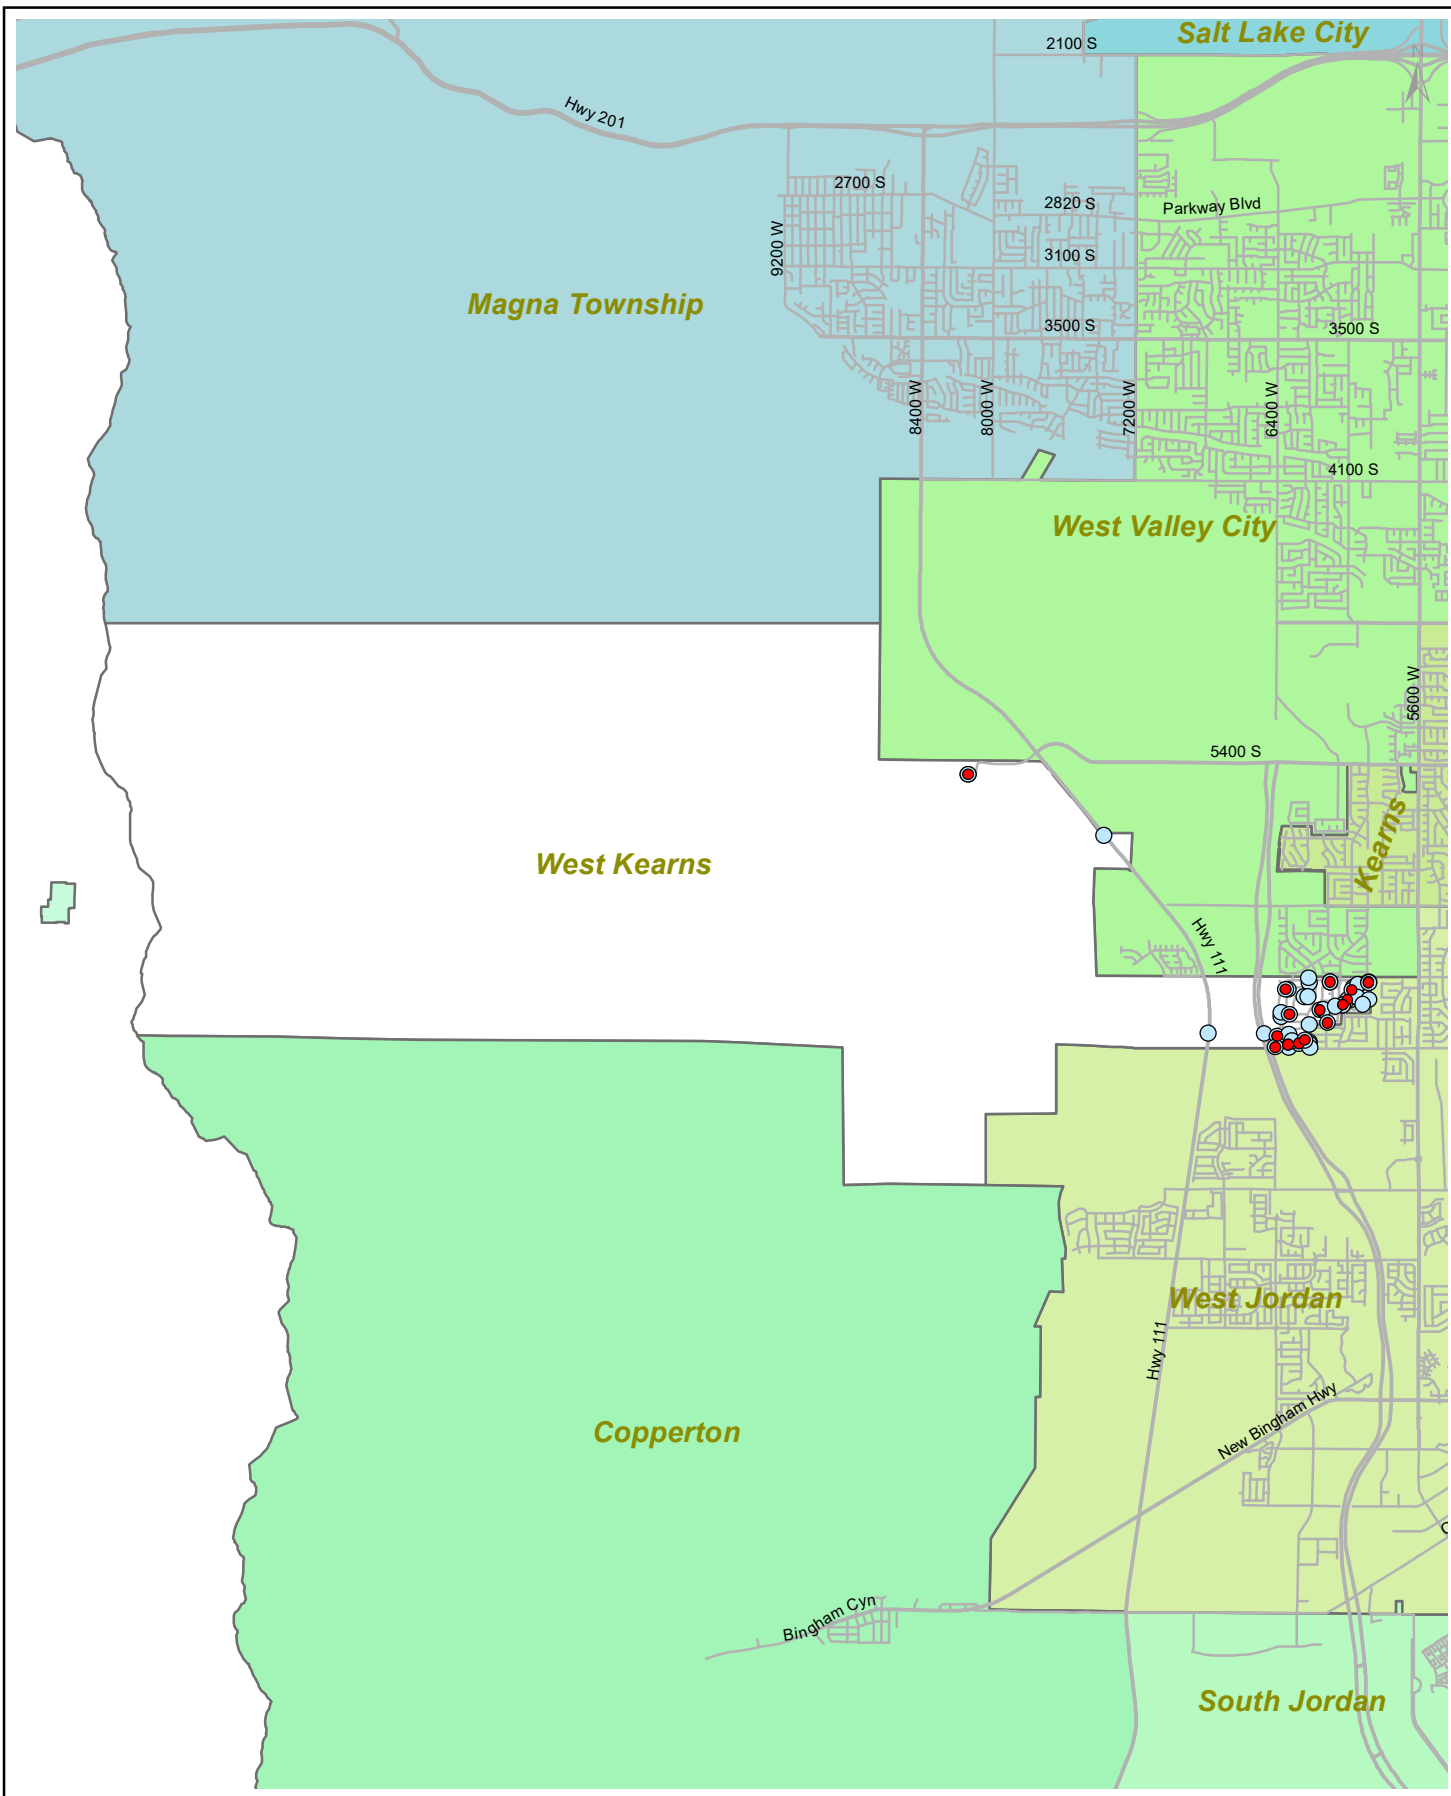 Salt Lake City
2100 S
N
Hwy 201
2700 S
2820 S
Parkway Blvd
9200 W
3100 S
Magna Township
3500 S
3500 S
8400 W
8000 W
7200 W
6400 W
4100 S
West Valley City
5600 W
5400 S
Kearns
West Kearns
Hwy 111
West Jordan
Hwy 111
New Bingham Hwy
Copperton
Bingham Cyn
South Jordan